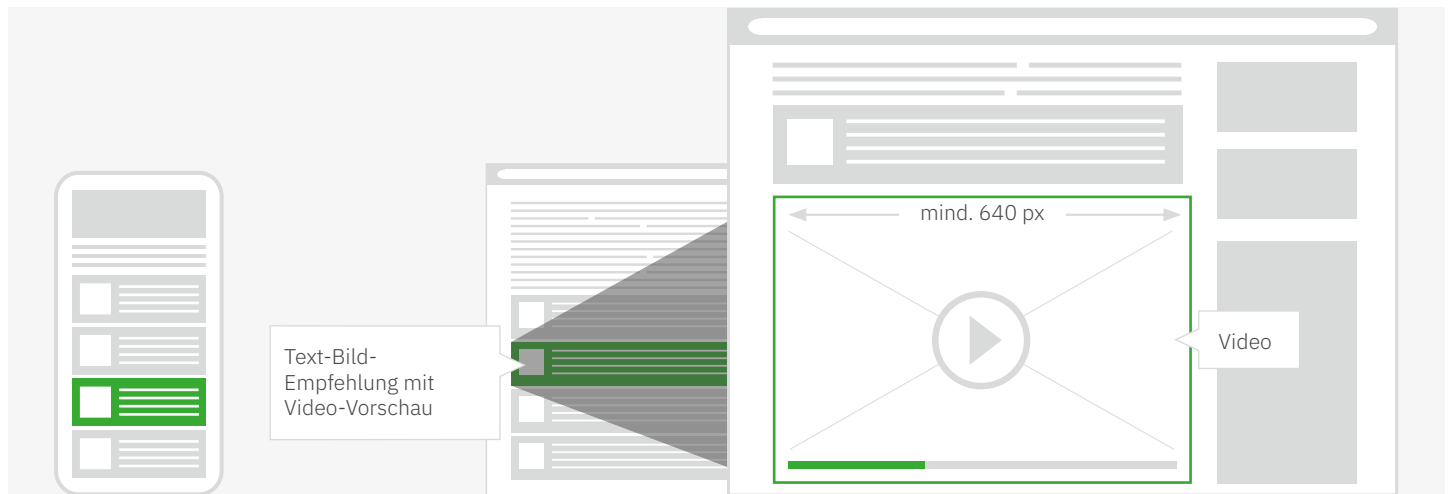 mind. 640 px
Text-Bild-
Empfehlung mit
Video-Vorschau
Video